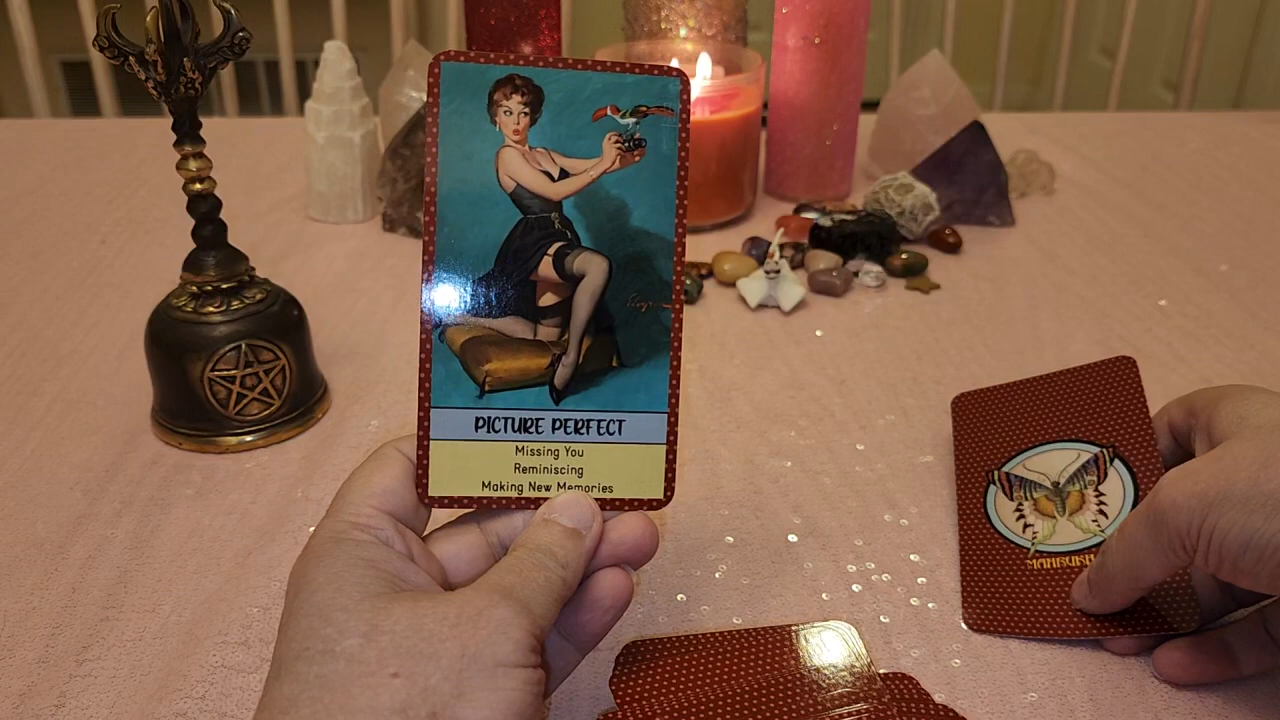 PICTURE PERFECT
Missing You
Reminiscing
Making New Memories